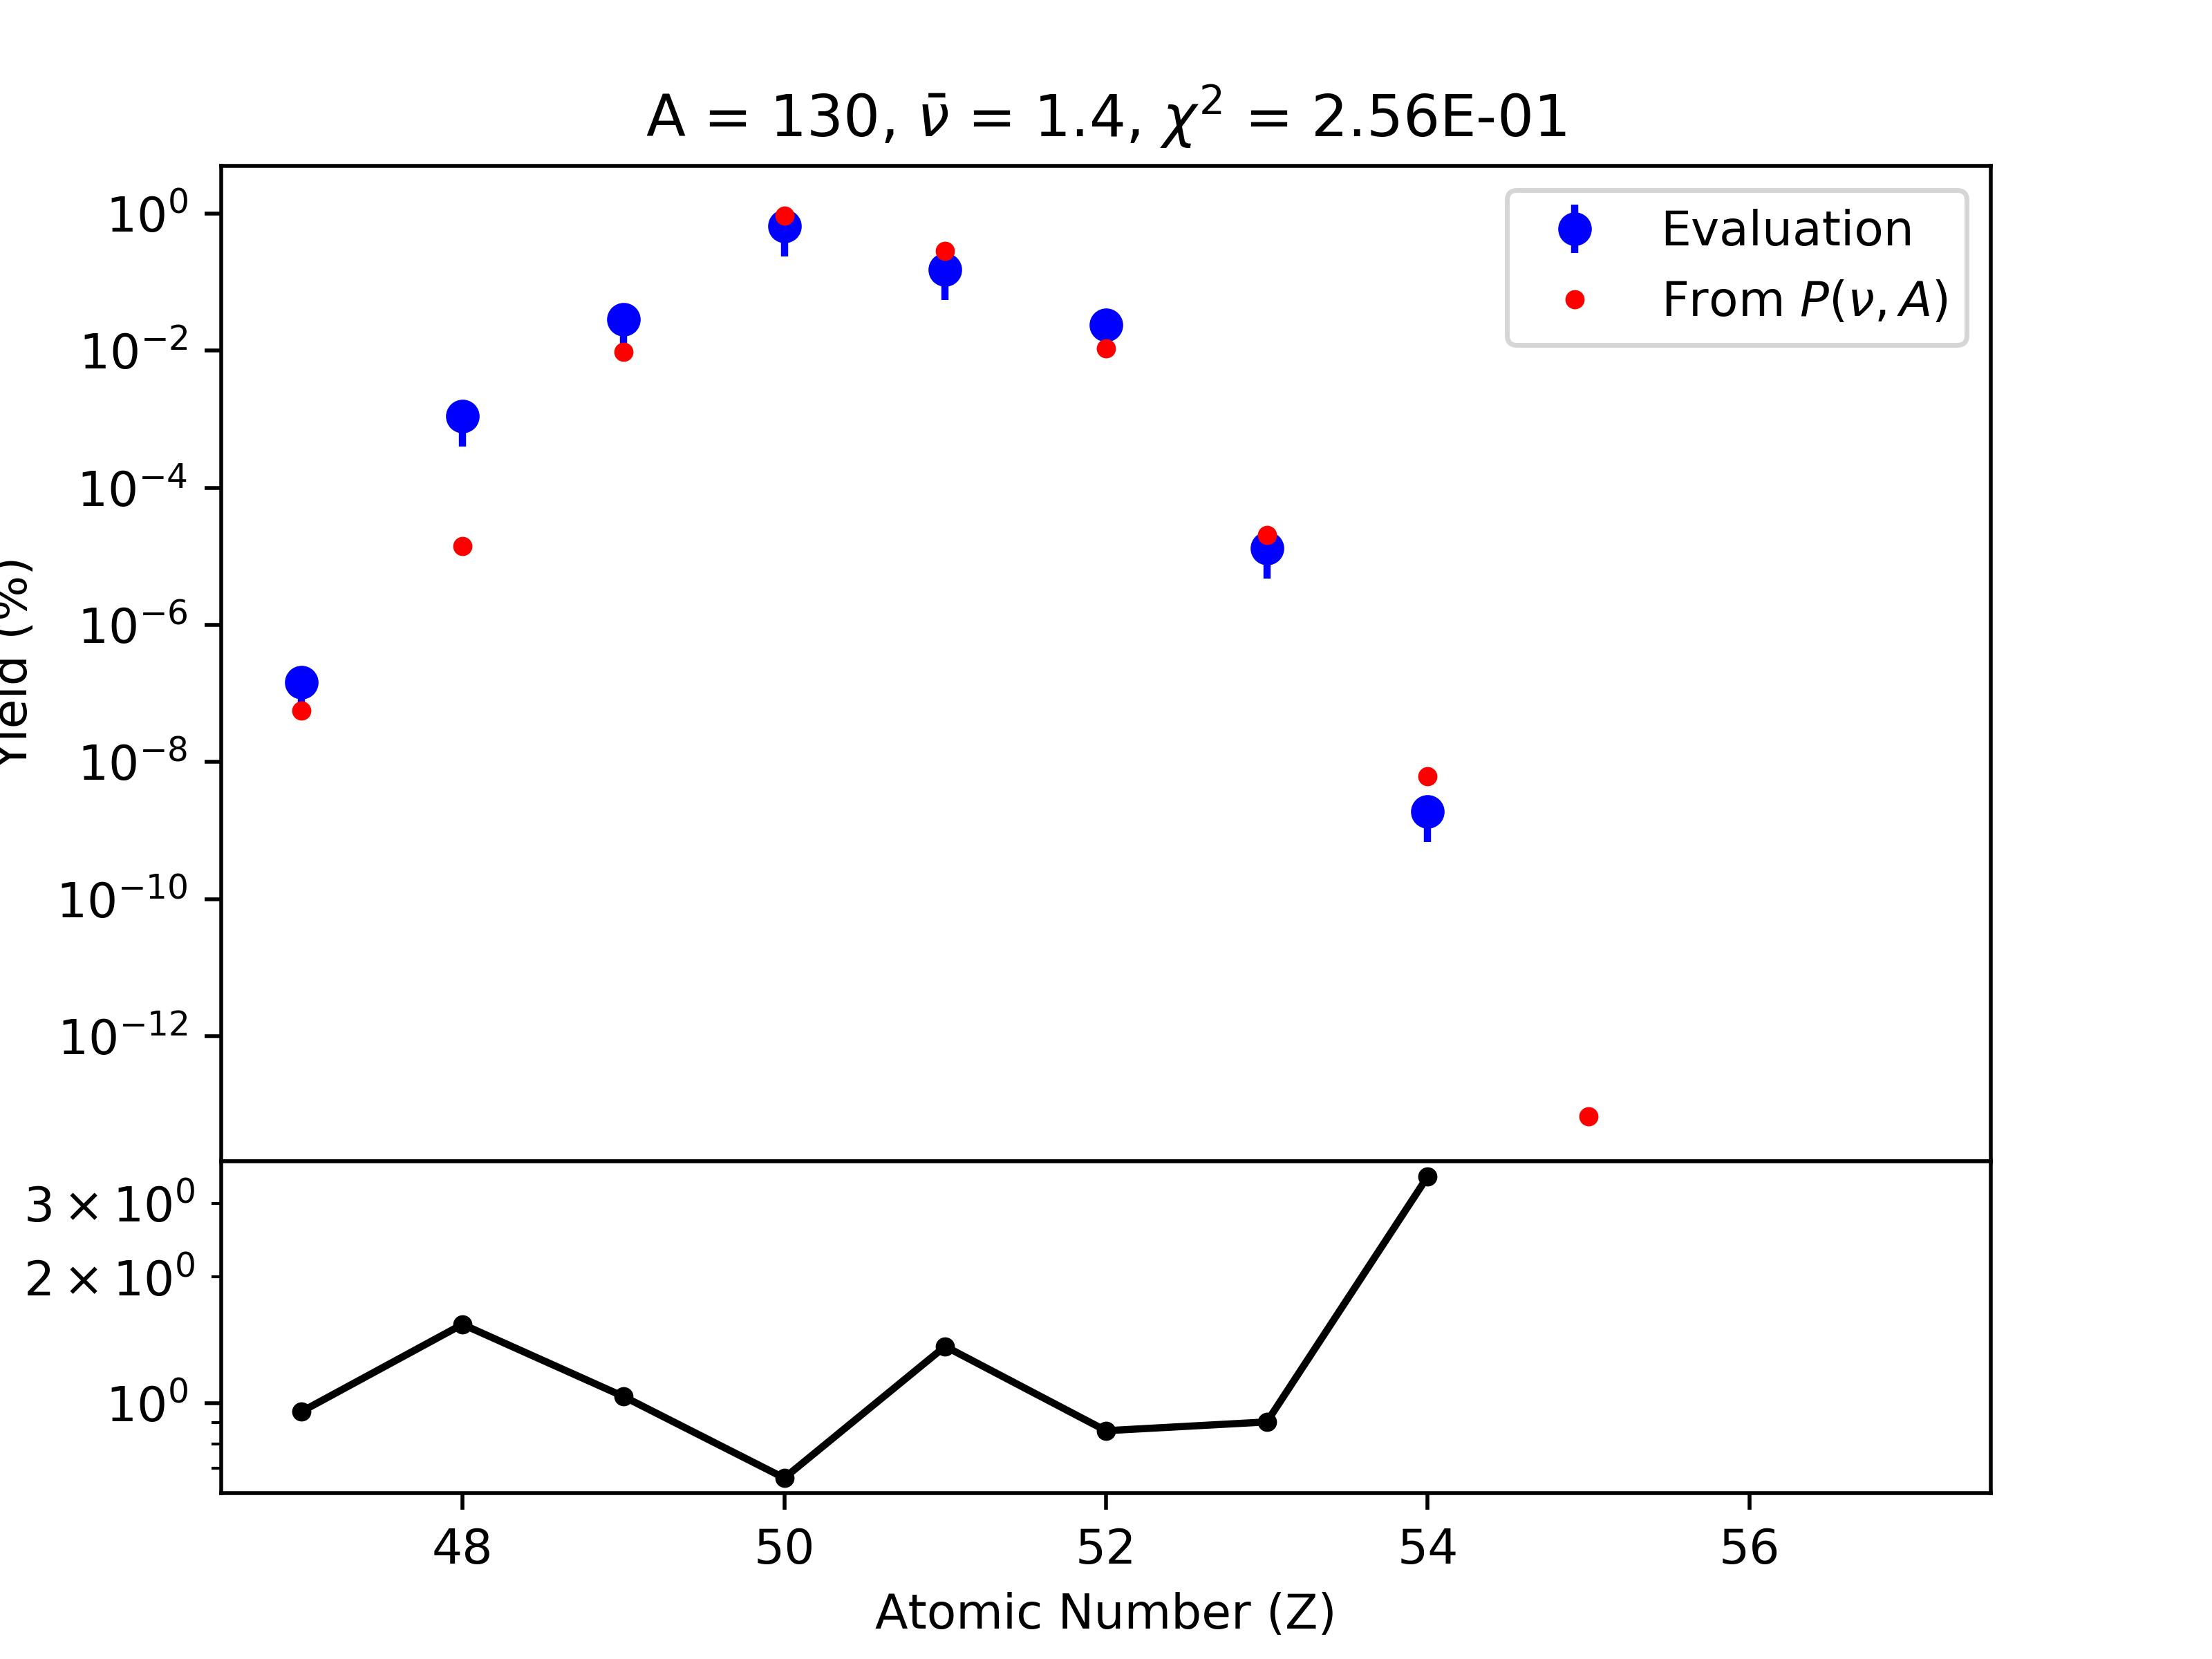 A = 130, ν̄ = 1.4, χ² = 2.56E-01
Evaluation
From P(ν, A)
10⁰
10⁻²
10⁻⁴
10⁻⁶
10⁻⁸
10⁻¹⁰
10⁻¹²
Yield (%)
3 × 10⁰
2 × 10⁰
10⁰
48 50 52 54 56
Atomic Number (Z)